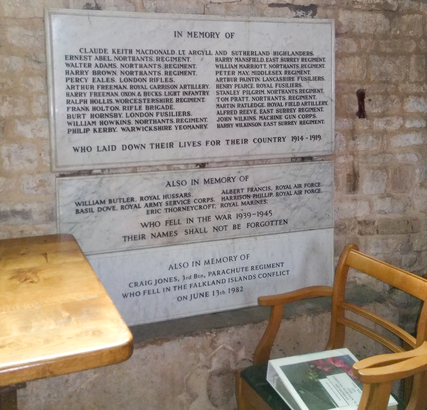 IN MEMORY OF
CLAUDE KEITH MACDONALD. LT. ARGYLL AND SUTHERLAND HIGHLANDERS.
ERNEST ABEL. NORTHANTS. REGIMENT. HARRY MANSFIELD. EAST SURREY REGIMENT.
WALTER ADAMS. NORTHANTS. REGIMENT. WILLIAM MARRIOTT. NORTHANTS. REGIMENT.
HARRY BROWN. NORTHANTS. REGIMENT. PETER MAY. MIDDLESEX REGIMENT.
PERCY EALES. LONDON RIFLES. ARTHUR PAINTIN. LANCASHIRE FUSILIERS.
ARTHUR FREEMAN. ROYAL GARRISON ARTILLERY. HENRY PEARCE. ROYAL FUSILIERS.
HARRY FREEMAN. OXON & BUCKS. LIGHT INFANTRY. STANLEY PILGRIM. NORTHANTS. REGIMENT.
RALPH HOLLIS. WORCESTERSHIRE REGIMENT. TOM PRATT. NORTHANTS. REGIMENT.
FRANK HOLTON. RIFLE BRIGADE. MARTIN RATLEDGE. ROYAL FIELD ARTILLERY.
BURT HORNSBY. LONDON FUSILIERS. ALFRED REEVE. EAST SURREY REGIMENT.
WILLIAM HOWKINS. NORTHANTS. REGIMENT. JOHN WILKINS. MACHINE GUN CORPS.
PHILIP KERBY. WARWICKSHIRE YEOMANRY. HARRY WILKINSON. EAST SURREY REGIMENT.
WHO LAID DOWN THEIR LIVES FOR THEIR COUNTRY 1914-1919.
ALSO IN MEMORY OF
WILLIAM BUTLER. ROYAL HUSSARS. ALBERT FRANCIS. ROYAL AIR FORCE.
BASIL DOVE. ROYAL ARMY SERVICE CORPS. HARRISON PHILLIP. ROYAL AIR FORCE.
ERIC THORNEYCROFT. ROYAL MARINES.
WHO FELL IN THE WAR 1939-1945
THEIR NAMES SHALL NOT BE FORGOTTEN
ALSO IN MEMORY OF
CRAIG JONES, 3RD BTN, PARACHUTE REGIMENT
WHO FELL IN THE FALKLAND ISLANDS CONFLICT
ON JUNE 13TH 1982